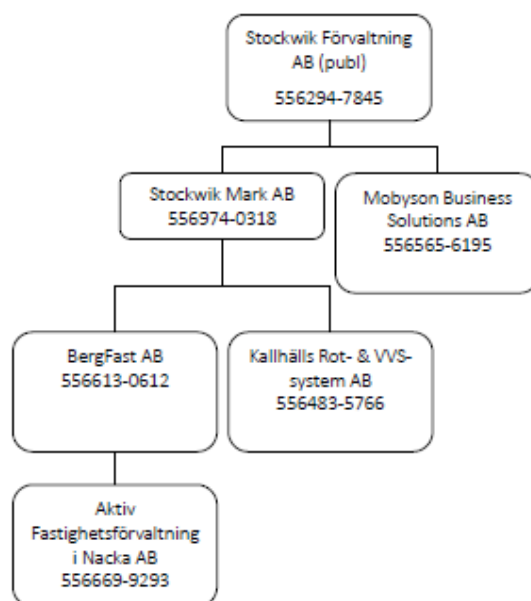 Stockwik Förvaltning
AB (publ)
556294-7845
Stockwik Mark AB
556974-0318
Mobyson Business
Solutions AB
556565-6195
BergFast AB
556613-0612
Kallhälls Rot- & VVS-
system AB
556483-5766
Aktiv
Fastighetsförvaltning
i Nacka AB
556669-9293